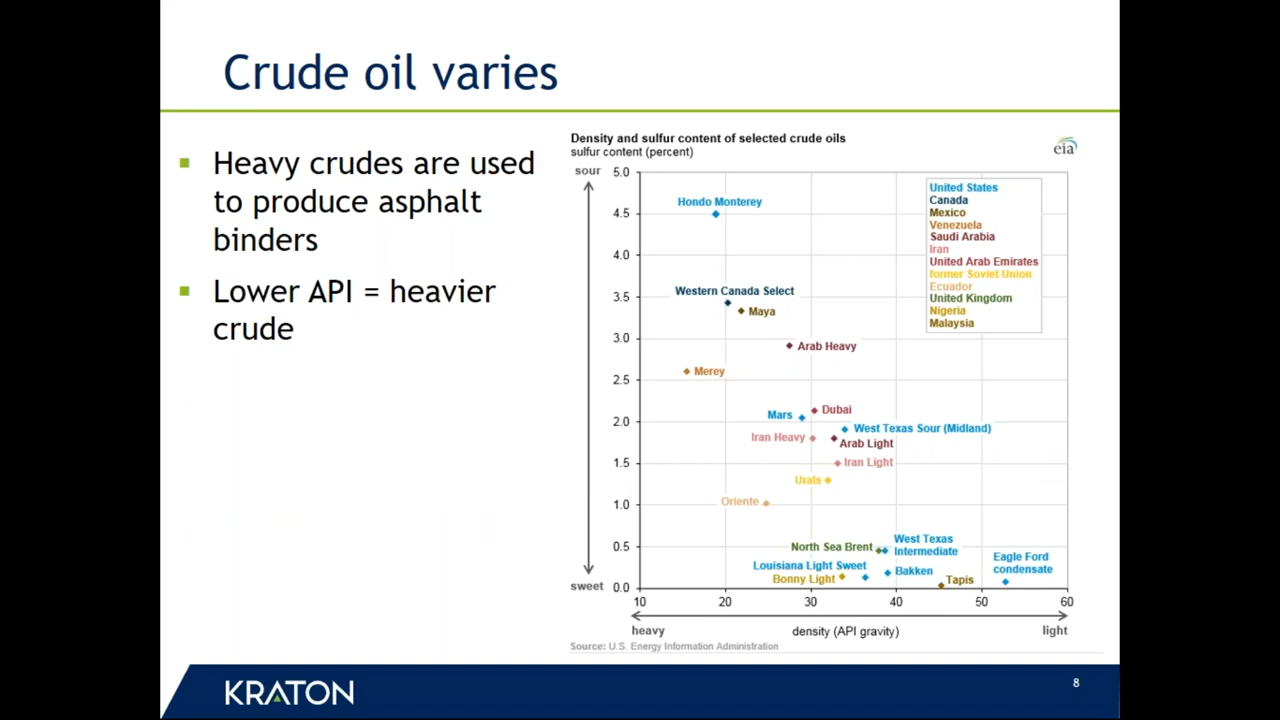 Crude oil varies
Heavy crudes are used
to produce asphalt
binders
Lower API = heavier
crude
Density and sulfur content of selected crude oils
sulfur content (percent)
eia
sour
5.0
4.5
4.0
3.5
3.0
2.5
2.0
1.5
1.0
0.5
0.0
sweet
United States
Canada
Mexico
Venezuela
Saudi Arabia
Iran
United Arab Emirates
former Soviet Union
Ecuador
United Kingdom
Nigeria
Malaysia
Hondo Monterey
Western Canada Select
Maya
Arab Heavy
Merey
Dubai
Mars
West Texas Sour (Midland)
Iran Heavy
Arab Light
Iran Light
Urals
Oriente
North Sea Brent
West Texas
Intermediate
Eagle Ford
condensate
Louisiana Light Sweet
Bakken
Bonny Light
Tapis
10 20 30 40 50 60
heavy
density (API gravity)
light
Source: U.S. Energy Information Administration
KRATON
8